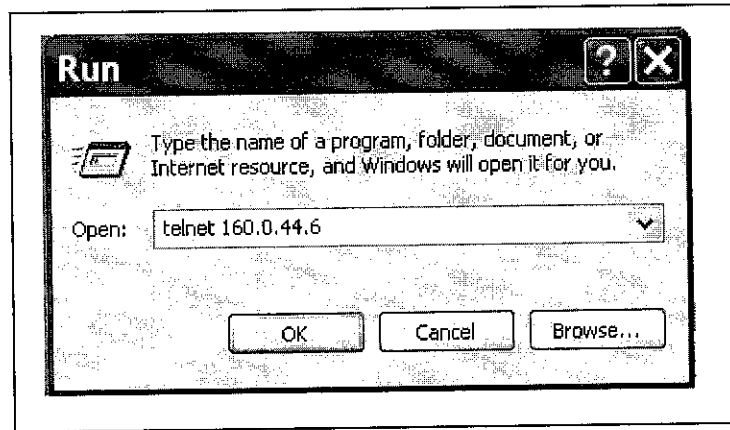 Run
Type the name of a program, folder, document, or
Internet resource, and Windows will open it for you.
Open: telnet 160.0.44.6
OK Cancel Browse...